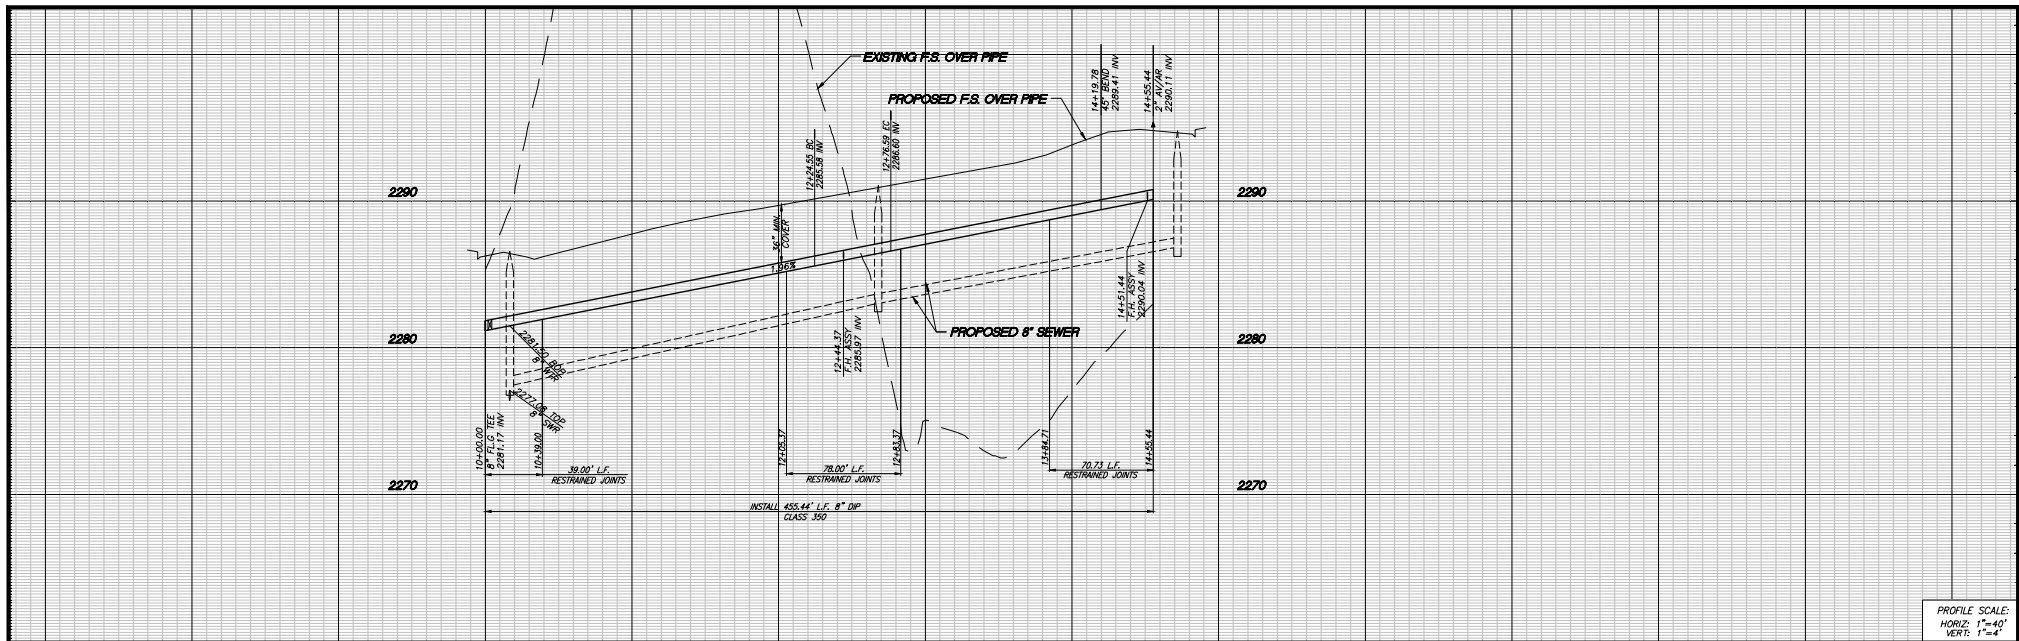 EXISTING F.S. OVER PIPE
PROPOSED F.S. OVER PIPE
14+19.78
45° BEND
2289.41 INV
14+55.44
2" AV/AR
2290.11 INV
12+24.55 BC
2285.58 INV
12+76.59 EC
2286.60 INV
2290
2290
36" MIN.
COVER
1.96%
14+51.44
F.H. ASSY
2290.04 INV
PROPOSED 8" SEWER
2280
2280
12+44.37
F.H. ASSY
2285.97 INV
2281.50 BOP
8" WTR
2277.08 TOP
8" SWR
10+00.00
8" FLG TEE
2281.17 INV
10+39.00
12+05.37
12+83.37
13+84.71
14+55.44
39.00' L.F.
RESTRAINED JOINTS
78.00' L.F.
RESTRAINED JOINTS
70.73 L.F.
RESTRAINED JOINTS
2270
2270
INSTALL 455.44' L.F. 8" DIP
CLASS 350
PROFILE SCALE:
HORIZ: 1"=40'
VERT: 1"=4'